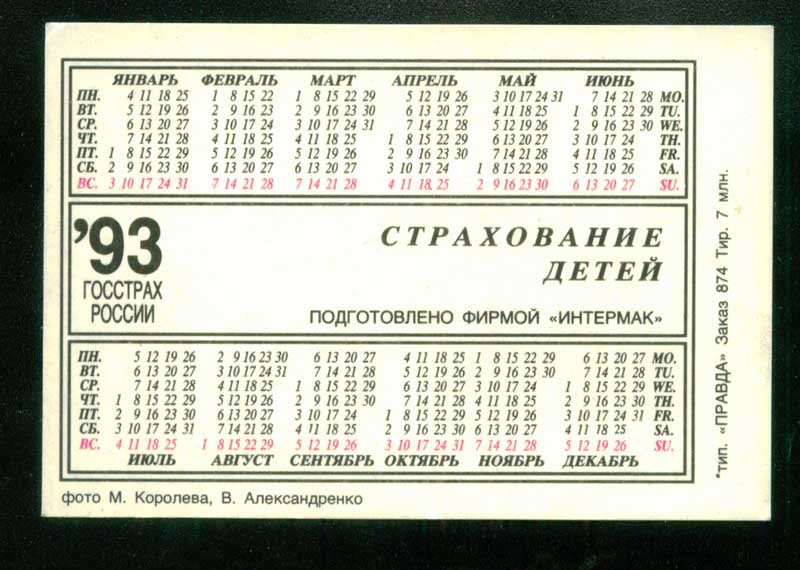 ЯНВАРЬ ФЕВРАЛЬ МАРТ АПРЕЛЬ МАЙ ИЮНЬ
ПН. 4 11 18 25 1 8 15 22 1 8 15 22 29 5 12 19 26 3 10 17 24 31 7 14 21 28 MO.
ВТ. 5 12 19 26 2 9 16 23 2 9 16 23 30 6 13 20 27 4 11 18 25 1 8 15 22 29 TU.
СР. 6 13 20 27 3 10 17 24 3 10 17 24 31 7 14 21 28 5 12 19 26 2 9 16 23 30 WE.
ЧТ. 7 14 21 28 4 11 18 25 4 11 18 25 1 8 15 22 29 6 13 20 27 3 10 17 24 TH.
ПТ. 1 8 15 22 29 5 12 19 26 5 12 19 26 2 9 16 23 30 7 14 21 28 4 11 18 25 FR.
СБ. 2 9 16 23 30 6 13 20 27 6 13 20 27 3 10 17 24 1 8 15 22 29 5 12 19 26 SA.
ВС. 3 10 17 24 31 7 14 21 28 7 14 21 28 4 11 18 25 2 9 16 23 30 6 13 20 27 SU.
'93
ГОССТРАХ
РОССИИ
СТРАХОВАНИЕ
ДЕТЕЙ
ПОДГОТОВЛЕНО ФИРМОЙ «ИНТЕРМАК»
ПН. 5 12 19 26 2 9 16 23 30 6 13 20 27 4 11 18 25 1 8 15 22 29 6 13 20 27 MO.
ВТ. 6 13 20 27 3 10 17 24 31 7 14 21 28 5 12 19 26 2 9 16 23 30 7 14 21 28 TU.
СР. 7 14 21 28 4 11 18 25 1 8 15 22 29 6 13 20 27 3 10 17 24 1 8 15 22 29 WE.
ЧТ. 1 8 15 22 29 5 12 19 26 2 9 16 23 30 7 14 21 28 4 11 18 25 2 9 16 23 30 TH.
ПТ. 2 9 16 23 30 6 13 20 27 3 10 17 24 1 8 15 22 29 5 12 19 26 3 10 17 24 31 FR.
СБ. 3 10 17 24 31 7 14 21 28 4 11 18 25 2 9 16 23 30 6 13 20 27 4 11 18 25 SA.
ВС. 4 11 18 25 1 8 15 22 29 5 12 19 26 3 10 17 24 31 7 14 21 28 5 12 19 26 SU.
ИЮЛЬ АВГУСТ СЕНТЯБРЬ ОКТЯБРЬ НОЯБРЬ ДЕКАБРЬ
фото М. Королева, В. Александренко
*тип. «ПРАВДА» Заказ 874 Тир. 7 млн.